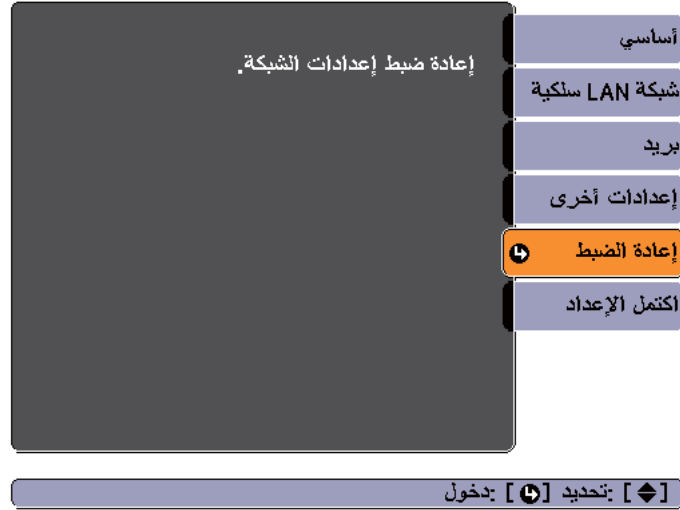 أساسي
شبكة LAN سلكية
بريد
إعدادات أخرى
إعادة الضبط
اكتمل الإعداد
إعادة ضبط إعدادات الشبكة.
[ ] :تحديد [ ] :دخول